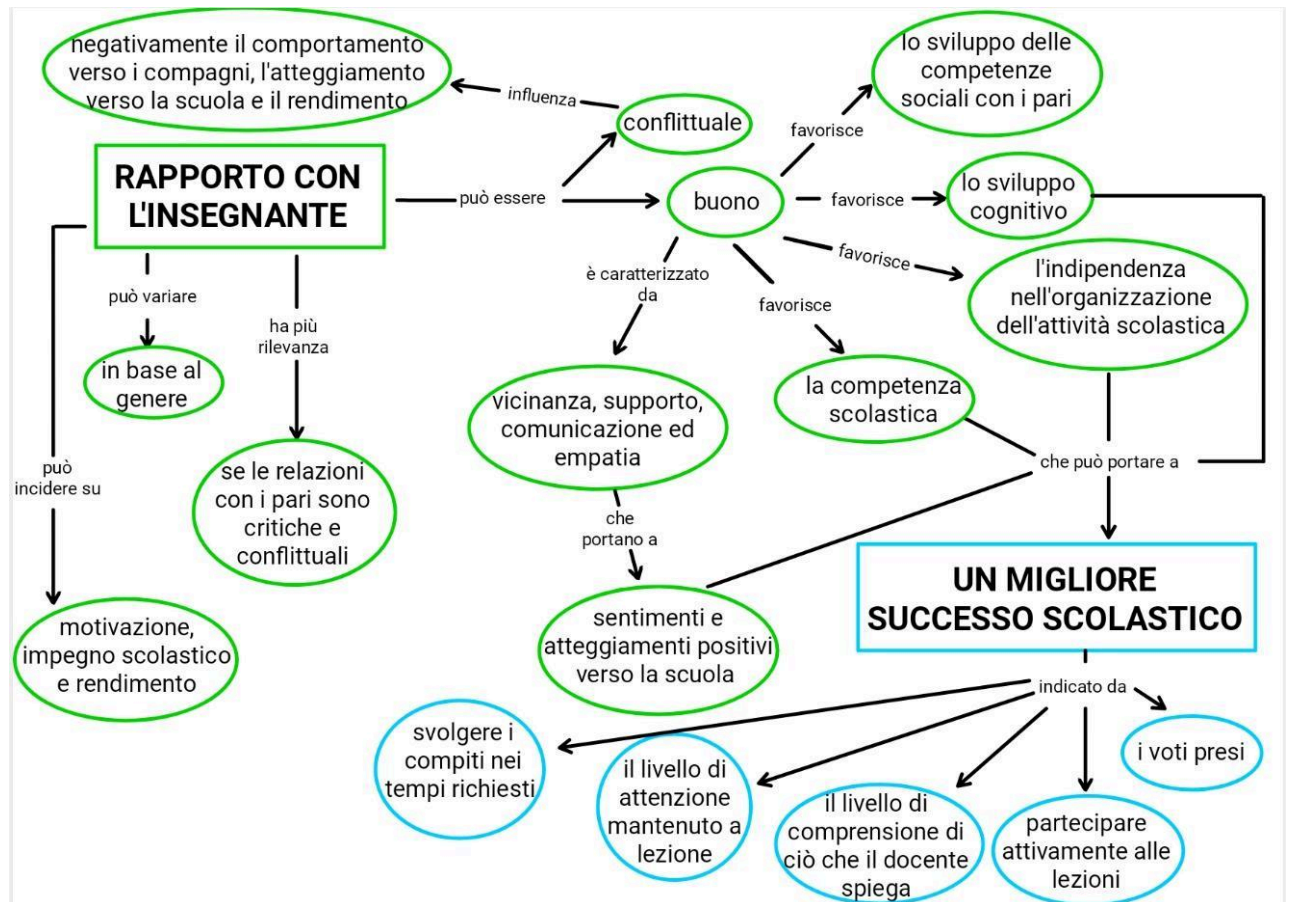 negativamente il comportamento
verso i compagni, l'atteggiamento
verso la scuola e il rendimento
influenza
conflittuale
lo sviluppo delle
competenze
sociali con i pari
favorisce
RAPPORTO CON
L'INSEGNANTE
può essere
buono
favorisce
lo sviluppo
cognitivo
favorisce
l'indipendenza
nell'organizzazione
dell'attività scolastica
può variare
in base al
genere
ha più
rilevanza
se le relazioni
con i pari sono
critiche e
conflittuali
può
incidere su
motivazione,
impegno scolastico
e rendimento
è caratterizzato
da
vicinanza, supporto,
comunicazione ed
empatia
favorisce
la competenza
scolastica
che
portano a
sentimenti e
atteggiamenti positivi
verso la scuola
che può portare a
UN MIGLIORE
SUCCESSO SCOLASTICO
indicato da
svolgere i
compiti nei
tempi richiesti
il livello di
attenzione
mantenuto a
lezione
il livello di
comprensione di
ciò che il docente
spiega
partecipare
attivamente alle
lezioni
i voti presi